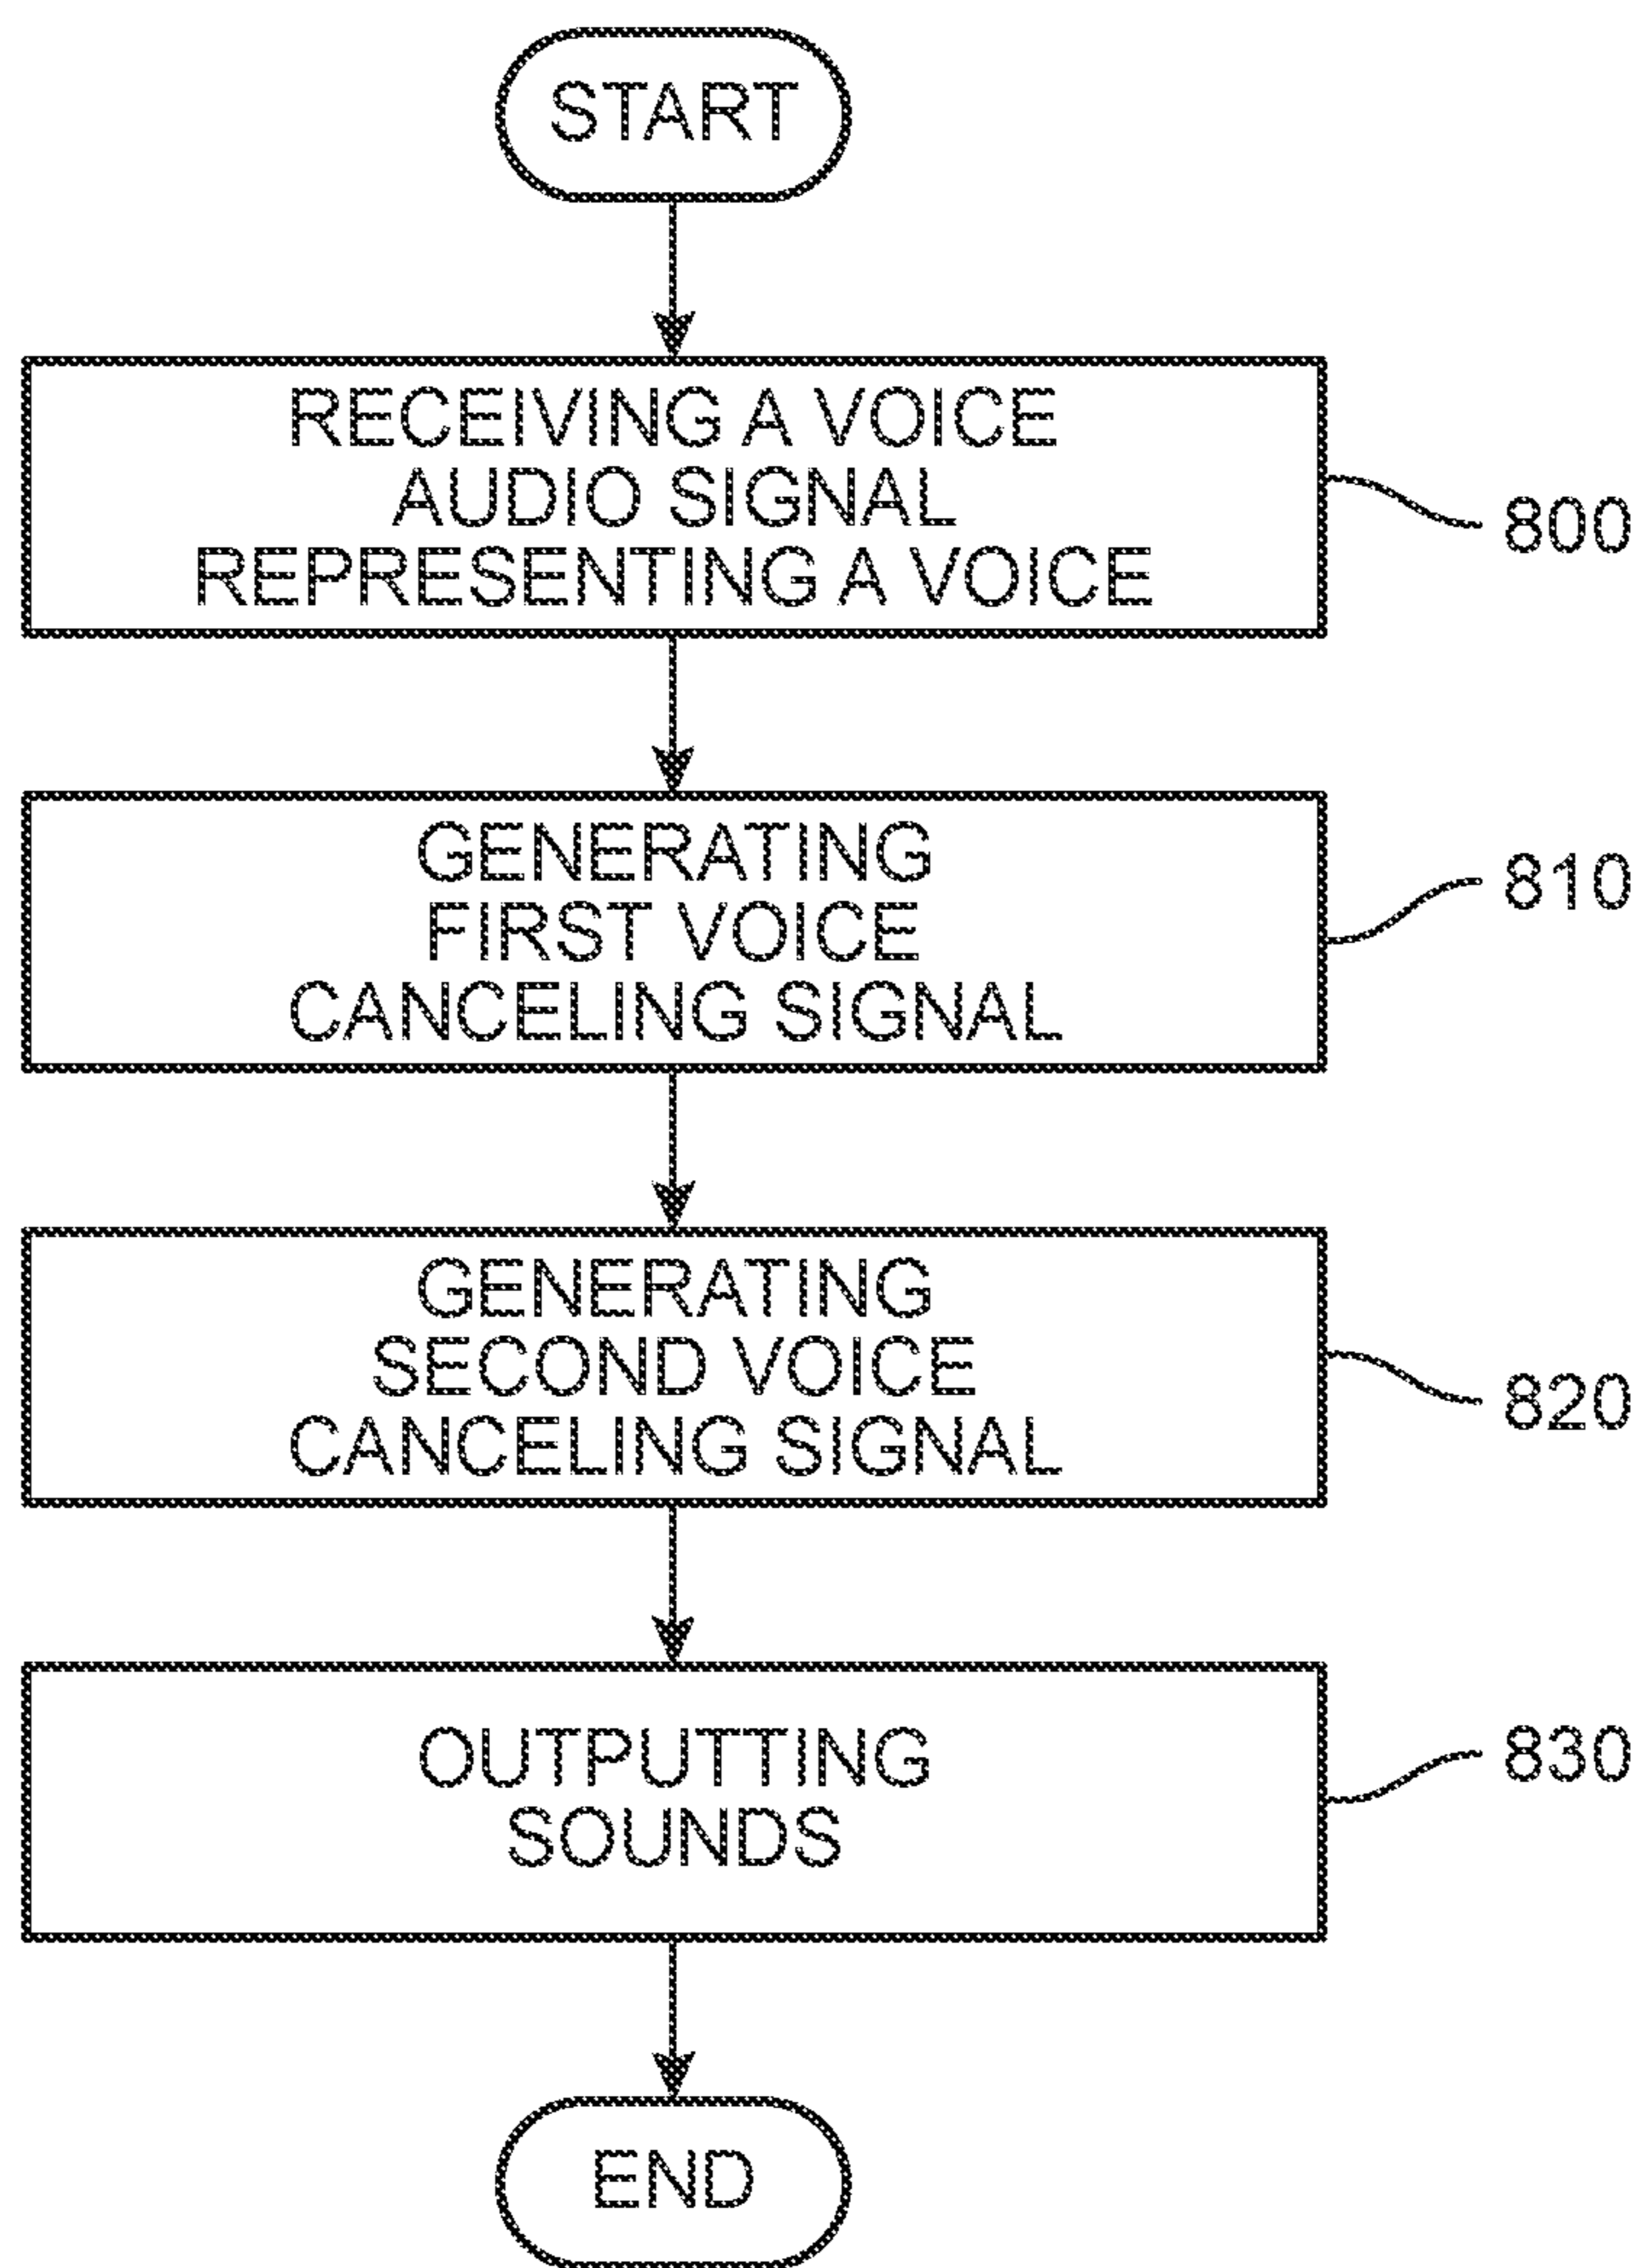 START
RECEIVING A VOICE
AUDIO SIGNAL
REPRESENTING A VOICE
800
GENERATING
FIRST VOICE
CANCELING SIGNAL
810
GENERATING
SECOND VOICE
CANCELING SIGNAL
820
OUTPUTTING
SOUNDS
830
END